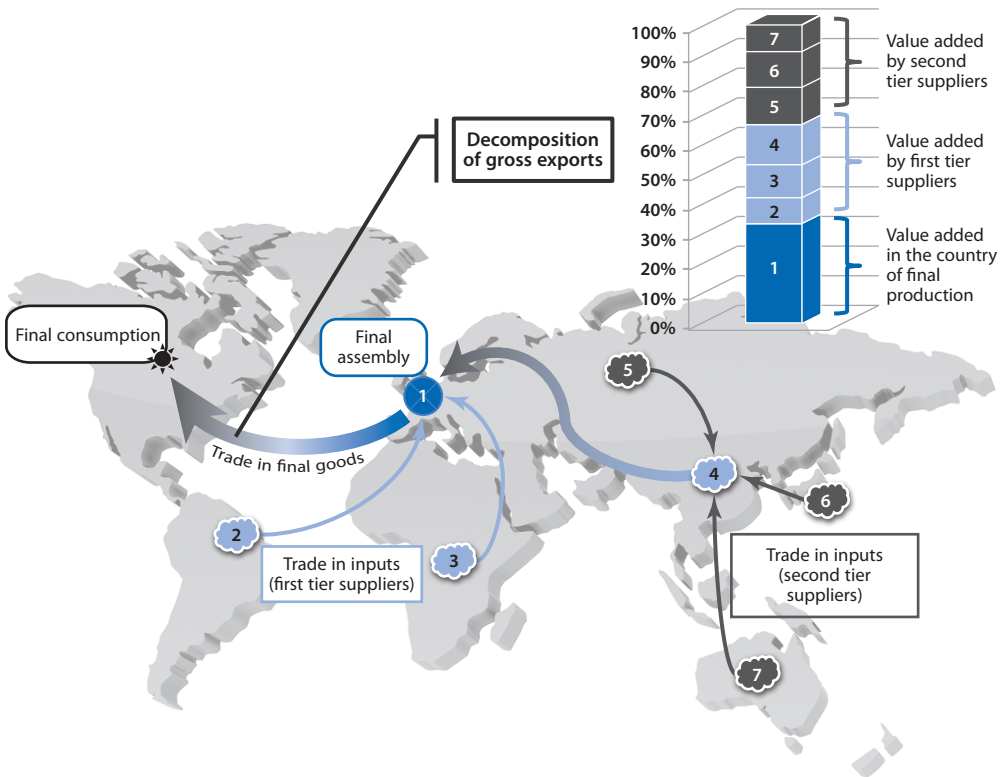 100%
90%
80%
70%
60%
50%
40%
30%
20%
10%
0%
7
6
5
4
3
2
1
Value added
by second
tier suppliers
Value added
by first tier
suppliers
Value added
in the country
of final
production
Decomposition
of gross exports
Final consumption
Final
assembly
1
Trade in final goods
2
Trade in inputs
(first tier suppliers)
3
4
5
6
Trade in inputs
(second tier
suppliers)
7